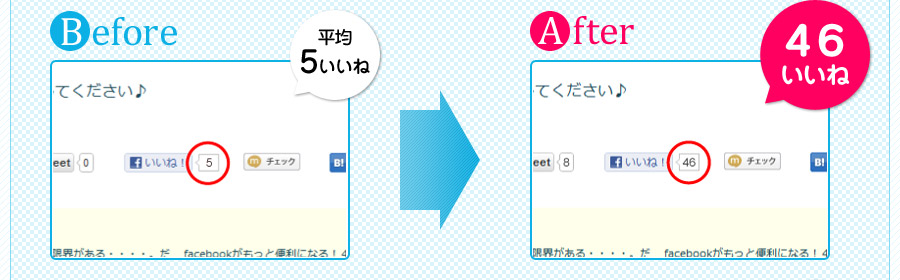 Before
平均
5いいね
てください♪
eet 0 いいね！ 5 m チェック B!
限界がある・・・・。だ facebookがもっと便利になる！4
After
46
いいね
てください♪
eet 8 いいね！ 46 m チェック B!
限界がある・・・・。だ facebookがもっと便利になる！4